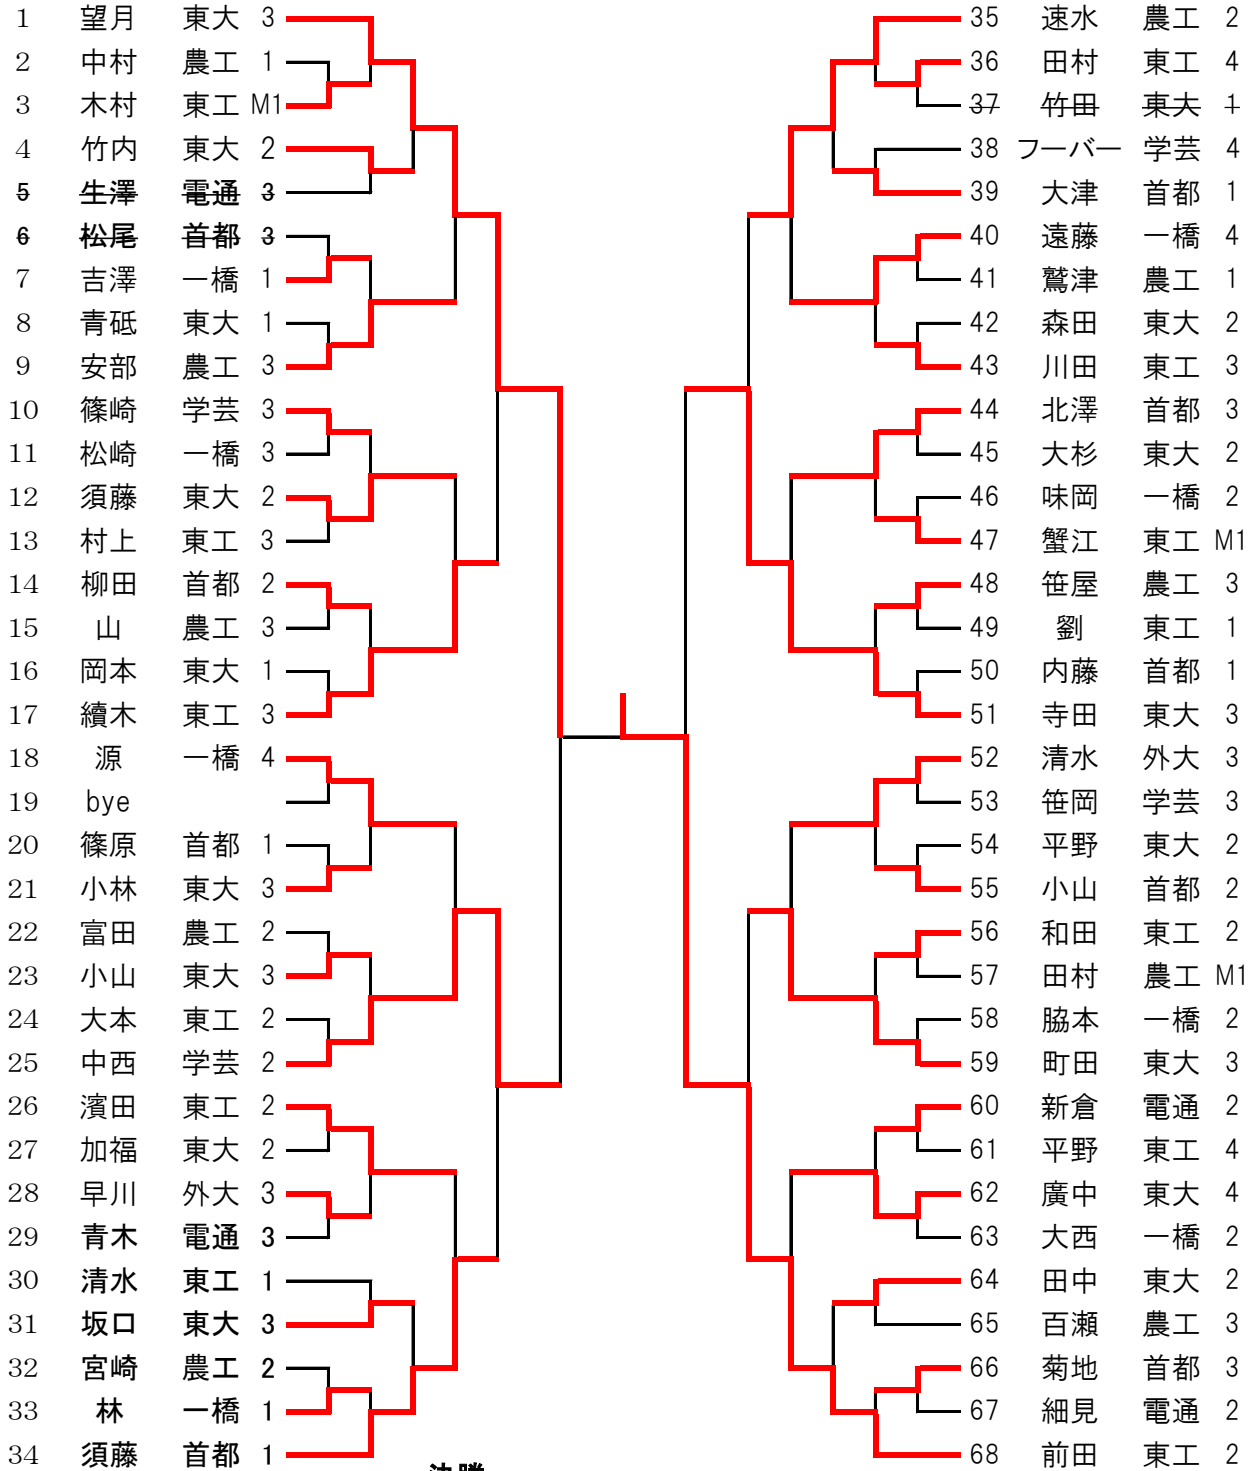 1 望月 東大 3
2 中村 農工 1
3 木村 東工 M1
4 竹内 東大 2
5 生澤 電通 3
6 松尾 首都 3
7 吉澤 一橋 1
8 青砥 東大 1
9 安部 農工 3
10 篠崎 学芸 3
11 松崎 一橋 3
12 須藤 東大 2
13 村上 東工 3
14 柳田 首都 2
15 山 農工 3
16 岡本 東大 1
17 續木 東工 3
18 源 一橋 4
19 bye
20 篠原 首都 1
21 小林 東大 3
22 富田 農工 2
23 小山 東大 3
24 大本 東工 2
25 中西 学芸 2
26 濱田 東工 2
27 加福 東大 2
28 早川 外大 3
29 青木 電通 3
30 清水 東工 1
31 坂口 東大 3
32 宮崎 農工 2
33 林 一橋 1
34 須藤 首都 1
35 速水 農工 2
36 田村 東工 4
37 竹田 東大 1
38 フーバー 学芸 4
39 大津 首都 1
40 遠藤 一橋 4
41 鷲津 農工 1
42 森田 東大 2
43 川田 東工 3
44 北澤 首都 3
45 大杉 東大 2
46 味岡 一橋 2
47 蟹江 東工 M1
48 笹屋 農工 3
49 劉 東工 1
50 内藤 首都 1
51 寺田 東大 3
52 清水 外大 3
53 笹岡 学芸 3
54 平野 東大 2
55 小山 首都 2
56 和田 東工 2
57 田村 農工 M1
58 脇本 一橋 2
59 町田 東大 3
60 新倉 電通 2
61 平野 東工 4
62 廣中 東大 4
63 大西 一橋 2
64 田中 東大 2
65 百瀬 農工 3
66 菊地 首都 3
67 細見 電通 2
68 前田 東工 2
決勝